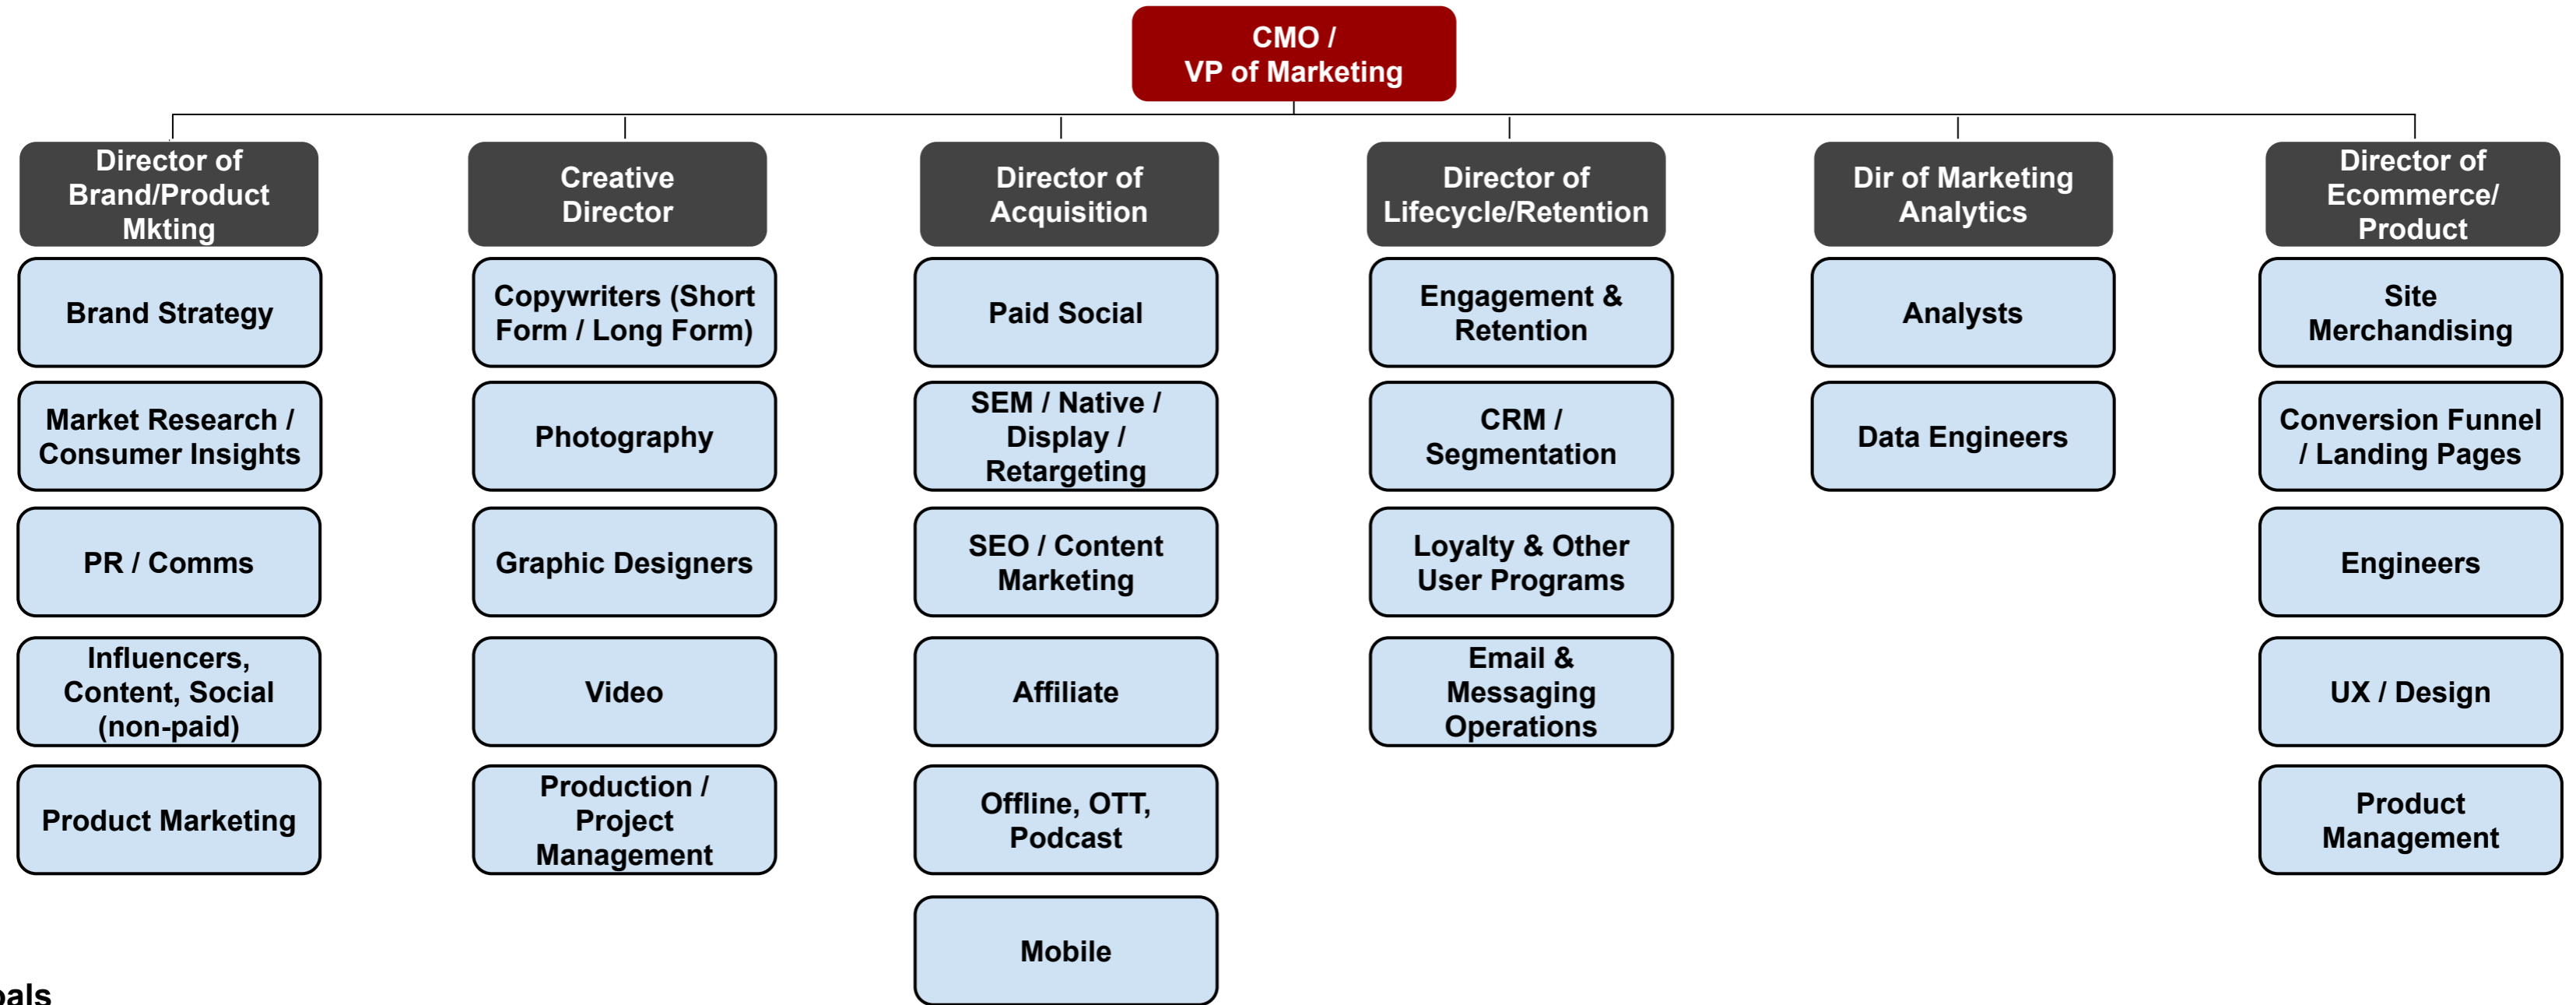 CMO /
VP of Marketing
Director of
Brand/Product
Mkting
Brand Strategy
Market Research /
Consumer Insights
PR / Comms
Influencers,
Content, Social
(non-paid)
Product Marketing
Creative
Director
Copywriters (Short
Form / Long Form)
Photography
Graphic Designers
Video
Production /
Project
Management
Director of
Acquisition
Paid Social
SEM / Native /
Display /
Retargeting
SEO / Content
Marketing
Affiliate
Offline, OTT,
Podcast
Mobile
Director of
Lifecycle/Retention
Engagement &
Retention
CRM /
Segmentation
Loyalty & Other
User Programs
Email &
Messaging
Operations
Dir of Marketing
Analytics
Analysts
Data Engineers
Director of
Ecommerce/
Product
Site
Merchandising
Conversion Funnel
/ Landing Pages
Engineers
UX / Design
Product
Management